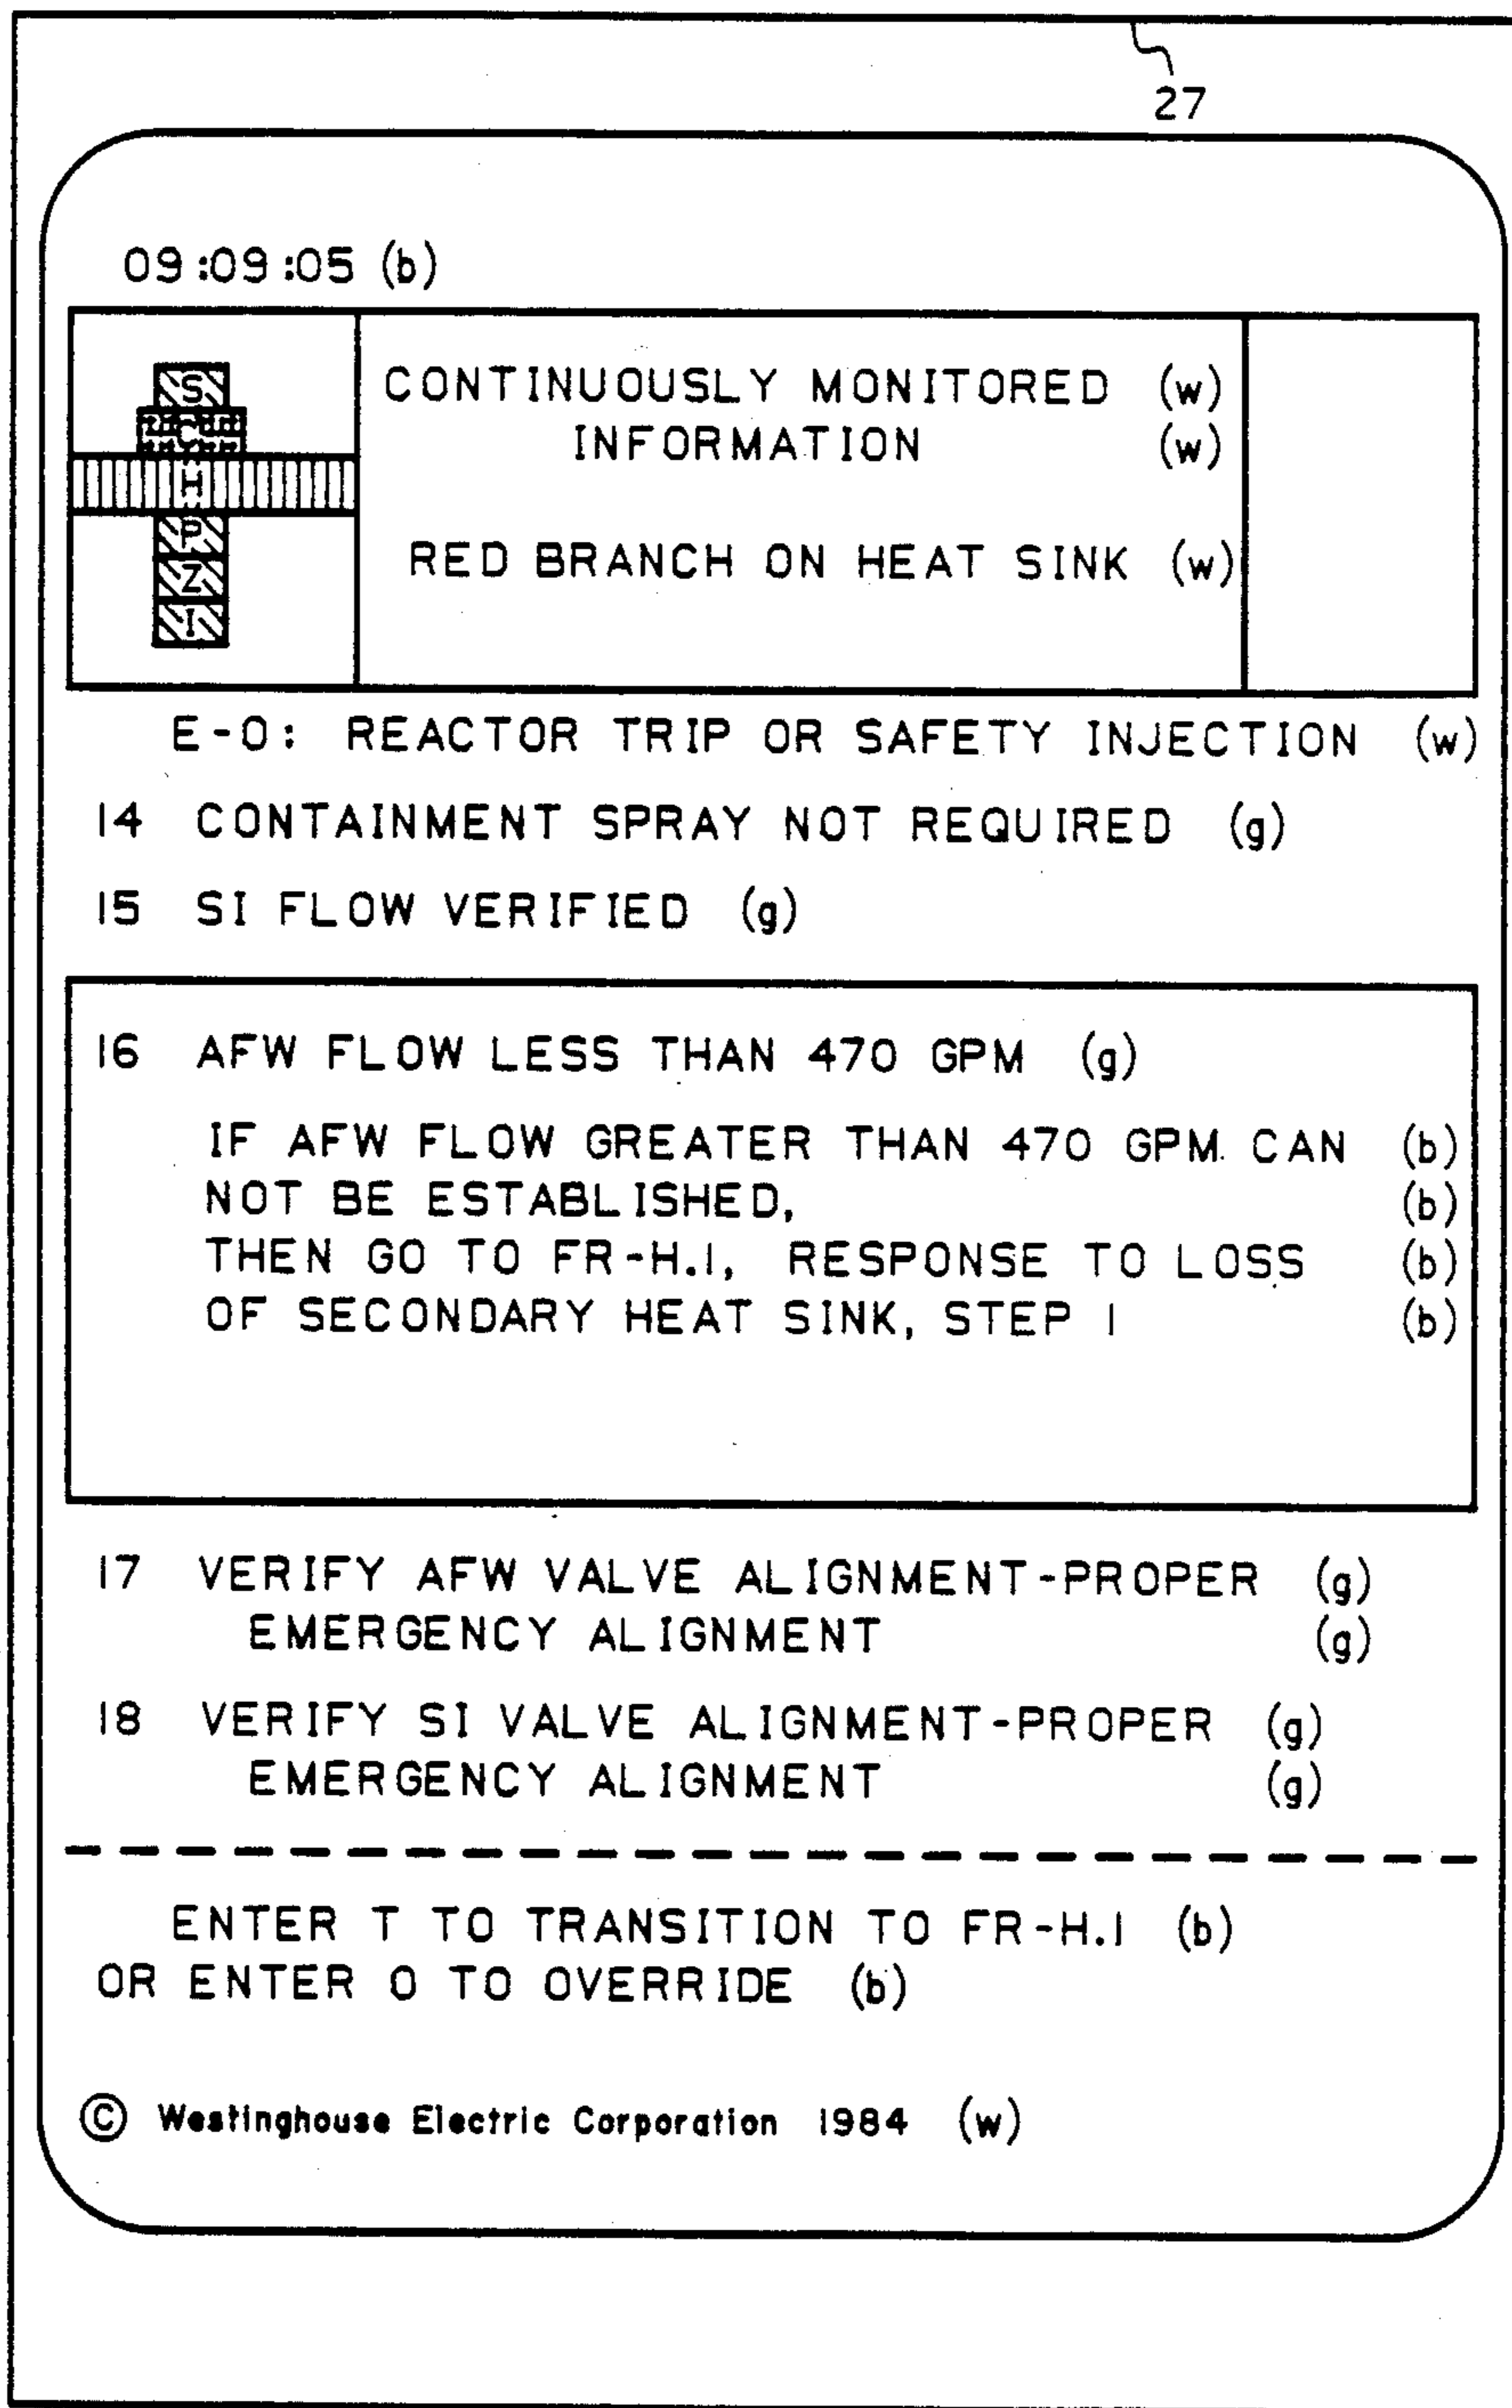 27
09:09:05 (b)
S
C
H
P
Z
I
CONTINUOUSLY MONITORED (w)
INFORMATION (w)
RED BRANCH ON HEAT SINK (w)
E-0: REACTOR TRIP OR SAFETY INJECTION (w)
14 CONTAINMENT SPRAY NOT REQUIRED (g)
15 SI FLOW VERIFIED (g)
16 AFW FLOW LESS THAN 470 GPM (g)
IF AFW FLOW GREATER THAN 470 GPM CAN (b)
NOT BE ESTABLISHED, (b)
THEN GO TO FR-H.1, RESPONSE TO LOSS (b)
OF SECONDARY HEAT SINK, STEP 1 (b)
17 VERIFY AFW VALVE ALIGNMENT-PROPER (g)
EMERGENCY ALIGNMENT (g)
18 VERIFY SI VALVE ALIGNMENT-PROPER (g)
EMERGENCY ALIGNMENT (g)
ENTER T TO TRANSITION TO FR-H.1 (b)
OR ENTER O TO OVERRIDE (b)
© Westinghouse Electric Corporation 1984 (w)